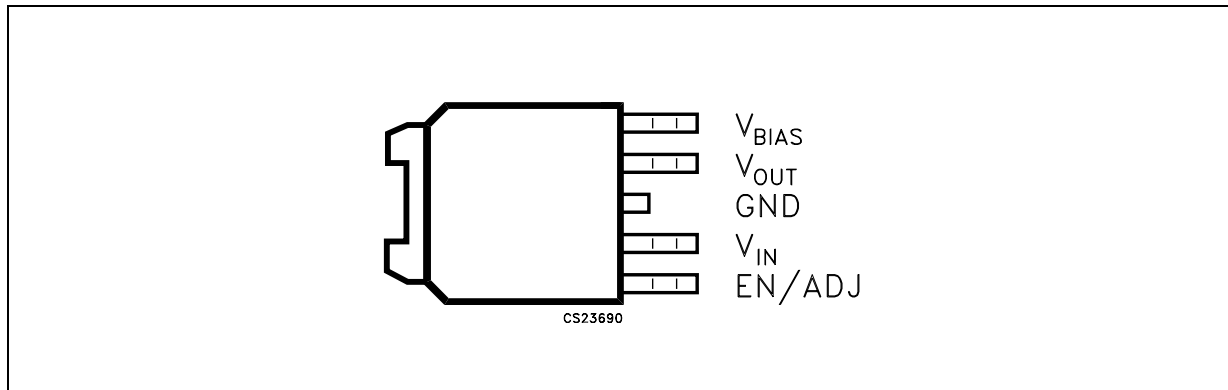 V_BIAS
V_OUT
GND
V_IN
EN/ADJ
CS23690